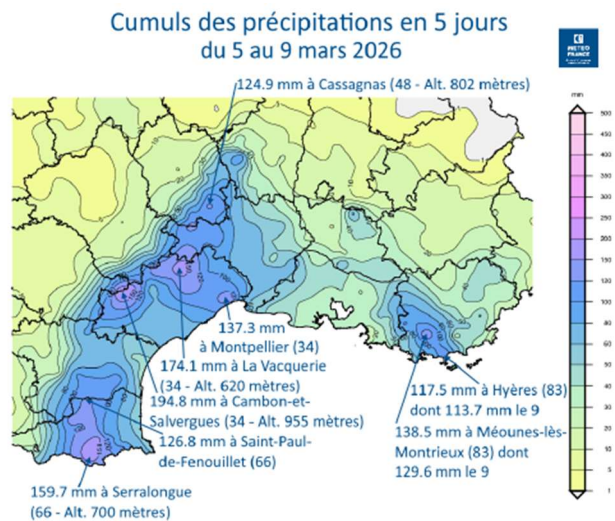 Cumuls des précipitations en 5 jours
du 5 au 9 mars 2026
METEO
FRANCE
124.9 mm à Cassagnas (48 - Alt. 802 mètres)
mm
500
450
400
350
300
250
200
150
130
100
80
60
40
30
20
10
5
1
137.3 mm
à Montpellier (34)
174.1 mm à La Vacquerie
(34 - Alt. 620 mètres)
194.8 mm à Cambon-et-
Salvergues (34 - Alt. 955 mètres)
126.8 mm à Saint-Paul-
de-Fenouillet (66)
159.7 mm à Serralongue
(66 - Alt. 700 mètres)
117.5 mm à Hyères (83)
dont 113.7 mm le 9
138.5 mm à Méounes-lès-
Montrieux (83) dont
129.6 mm le 9